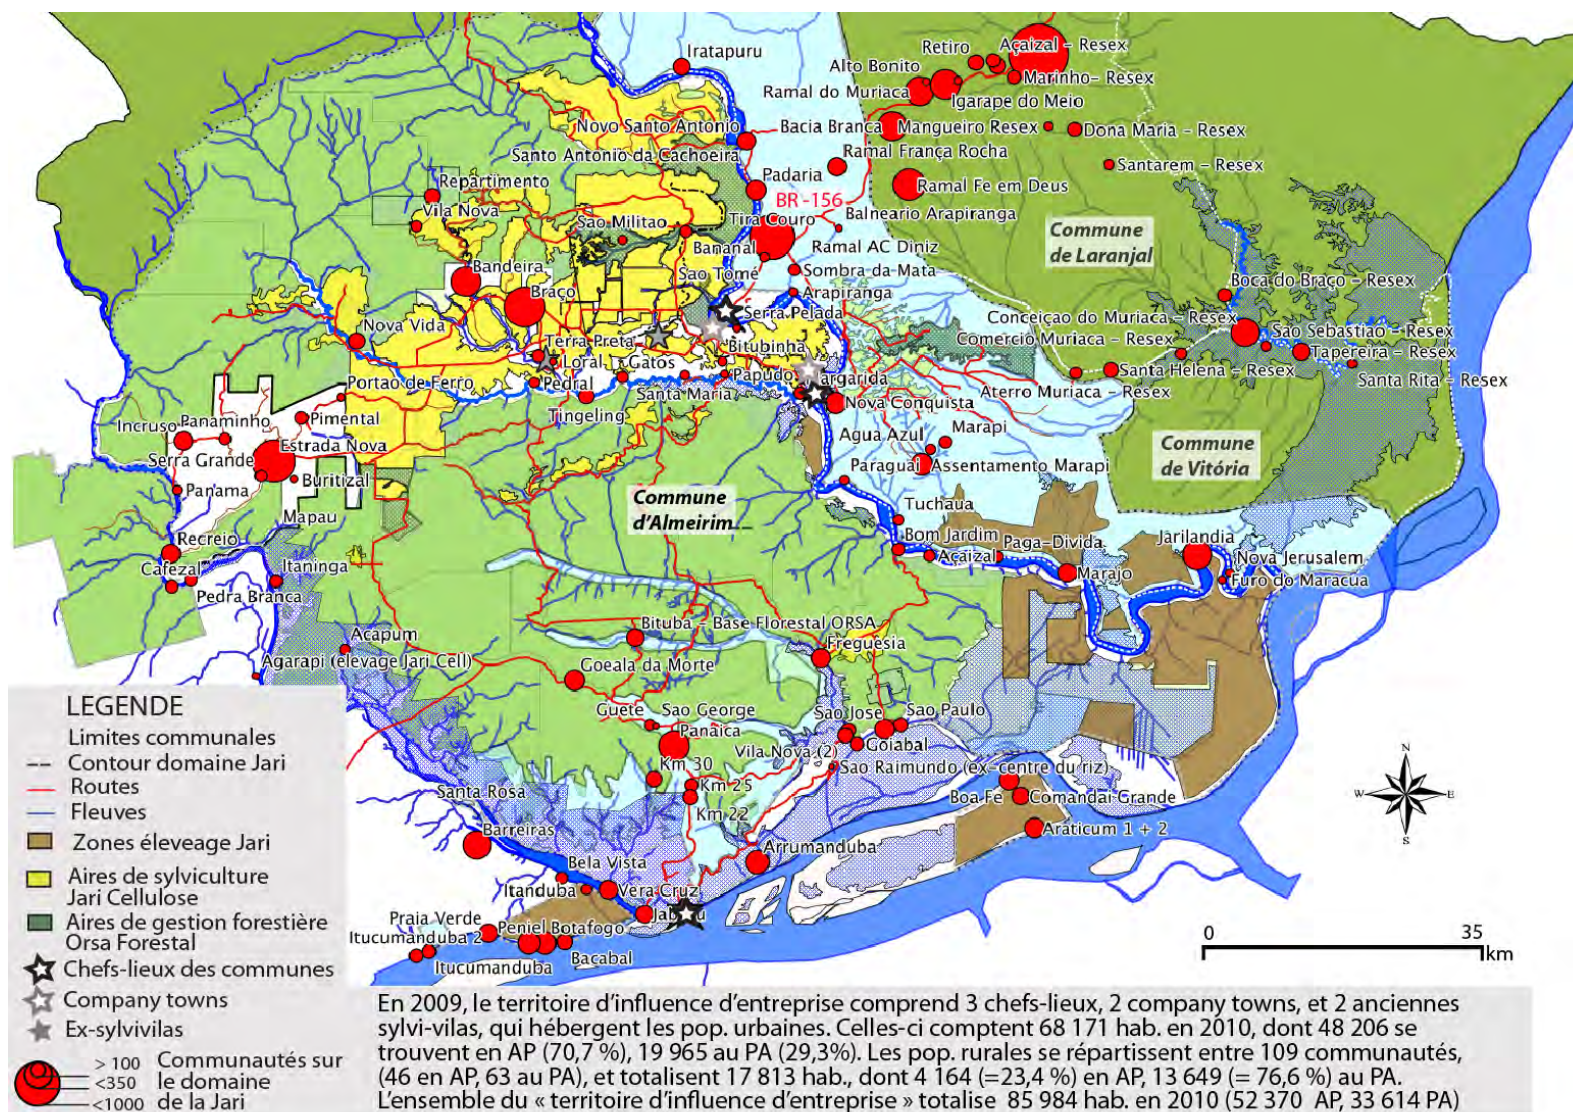 Iratapuru
Retiro
Açaizal - Resex
Alto Bonito
Marinho- Resex
Ramal do Muriaca
Igarape do Meio
Novo Santo Antonio
Bacia Branca
Mangueiro Resex
Dona Maria - Resex
Santo Antonio da Cachoeira
Ramal França Rocha
Santarem - Resex
Repartimento
Padaria
Ramal Fe em Deus
BR -156
Vila Nova
Sao Militao
Tira Couro
Balneario Arapiranga
Commune
de Laranjal
Bananal
Ramal AC Diniz
Bandeira
Sao Tomé
Sombra da Mata
Boca do Braço - Resex
Braço
Arapiranga
Serra Pelada
Conceiçao do Muriaca - Resex
Nova Vida
Terra Preta
Bitubinha
Comercio Muriaca - Resex
Sao Sebastiao - Resex
Tapereira - Resex
Loral
Gatos
Papudo
Santa Helena - Resex
Santa Rita - Resex
Portao de Ferro
Pedral
Santa Maria
argarida
Aterro Muriaca - Resex
Tingeling
Nova Conquista
Incruso
Panaminho
Pimental
Agua Azul
Marapi
Commune
de Vitória
Estrada Nova
Serra Grande
Paraguai
Assentamento Marapi
Panama
Buritizal
Commune
d'Almeirim
Mapau
Tuchaua
Recreio
Bom Jardim
Paga-Divida
Jarilandia
Açaizal
Nova Jerusalem
Cafezal
Itaninga
Marajo
Furo do Maracua
Pedra Branca
Acapum
Bituba - Base Florestal ORSA
Freguesia
Agarapi (elevage Jari Cell)
Goeala da Morte
Guete
Sao George
Sao Jose
Sao Paulo
Panaica
Vila Nova (2)
Goiabal
Km 30
Sao Raimundo (ex-centre du riz)
Santa Rosa
Km 25
Boa Fe
Comandai Grande
Km 22
Barreiras
Araticum 1 + 2
Arrumanduba
Bela Vista
Itanduba
Vera Cruz
Praia Verde
Peniel
Botafogo
Itucumanduba 2
Itucumanduba
Bacabal
N
W
E
S
0
35
km
LEGENDE
Limites communales
Contour domaine Jari
Routes
Fleuves
Zones éleveage Jari
Aires de sylviculture
Jari Cellulose
Aires de gestion forestière
Orsa Forestal
Chefs-lieux des communes
Company towns
Ex-sylvivilas
> 100
<350
<1000
Communautés sur
le domaine
de la Jari
En 2009, le territoire d'influence d'entreprise comprend 3 chefs-lieux, 2 company towns, et 2 anciennes
sylvi-vilas, qui hébergent les pop. urbaines. Celles-ci comptent 68 171 hab. en 2010, dont 48 206 se
trouvent en AP (70,7 %), 19 965 au PA (29,3%). Les pop. rurales se répartissent entre 109 communautés,
(46 en AP, 63 au PA), et totalisent 17 813 hab., dont 4 164 (=23,4 %) en AP, 13 649 (= 76,6 %) au PA.
L'ensemble du « territoire d'influence d'entreprise » totalise 85 984 hab. en 2010 (52 370 AP, 33 614 PA)